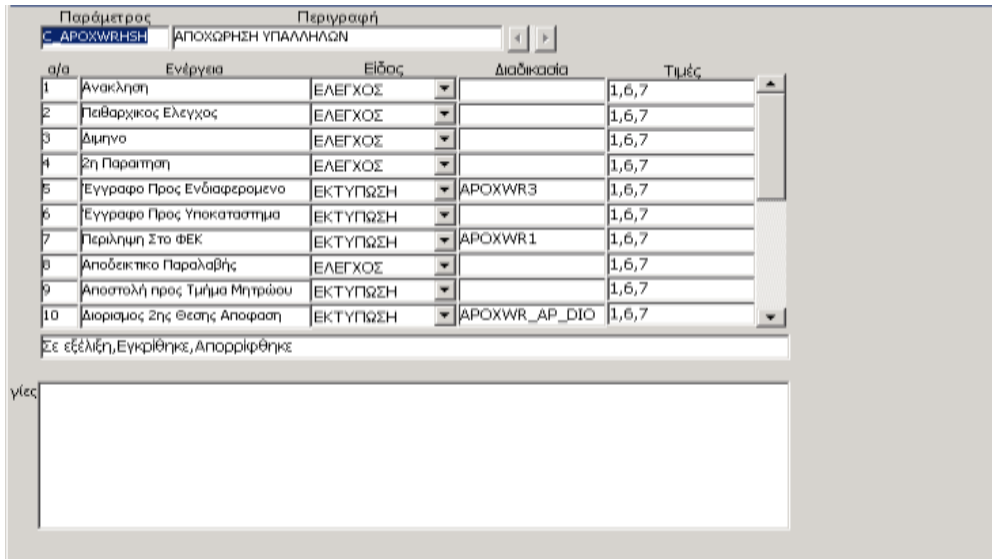 Παράμετρος Περιγραφή
C_APOXWRHSH ΑΠΟΧΩΡΗΣΗ ΥΠΑΛΛΗΛΩΝ
α/α Ενέργεια Είδος Διαδικασία Τιμές
1 Ανακληση ΕΛΕΓΧΟΣ 1,6,7
2 Πειθαρχικος Ελεγχος ΕΛΕΓΧΟΣ 1,6,7
3 Διμηνο ΕΛΕΓΧΟΣ 1,6,7
4 2η Παραιτηση ΕΛΕΓΧΟΣ 1,6,7
5 Έγγραφο Προς Ενδιαφερομενο ΕΚΤΥΠΩΣΗ APOXWR3 1,6,7
6 Έγγραφο Προς Υποκαταστημα ΕΚΤΥΠΩΣΗ 1,6,7
7 Περιληψη Στο ΦΕΚ ΕΚΤΥΠΩΣΗ APOXWR1 1,6,7
8 Αποδεικτικο Παραλαβής ΕΛΕΓΧΟΣ 1,6,7
9 Αποστολή προς Τμήμα Μητρώου ΕΚΤΥΠΩΣΗ 1,6,7
10 Διορισμος 2ης Θεσης Αποφαση ΕΚΤΥΠΩΣΗ APOXWR_AP_DIO 1,6,7
Σε εξέλιξη,Εγκρίθηκε,Απορρίφθηκε
γίες